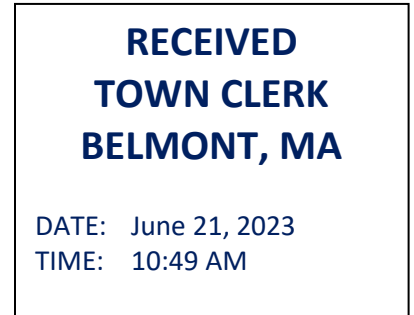 RECEIVED
TOWN CLERK
BELMONT, MA
DATE: June 21, 2023
TIME: 10:49 AM